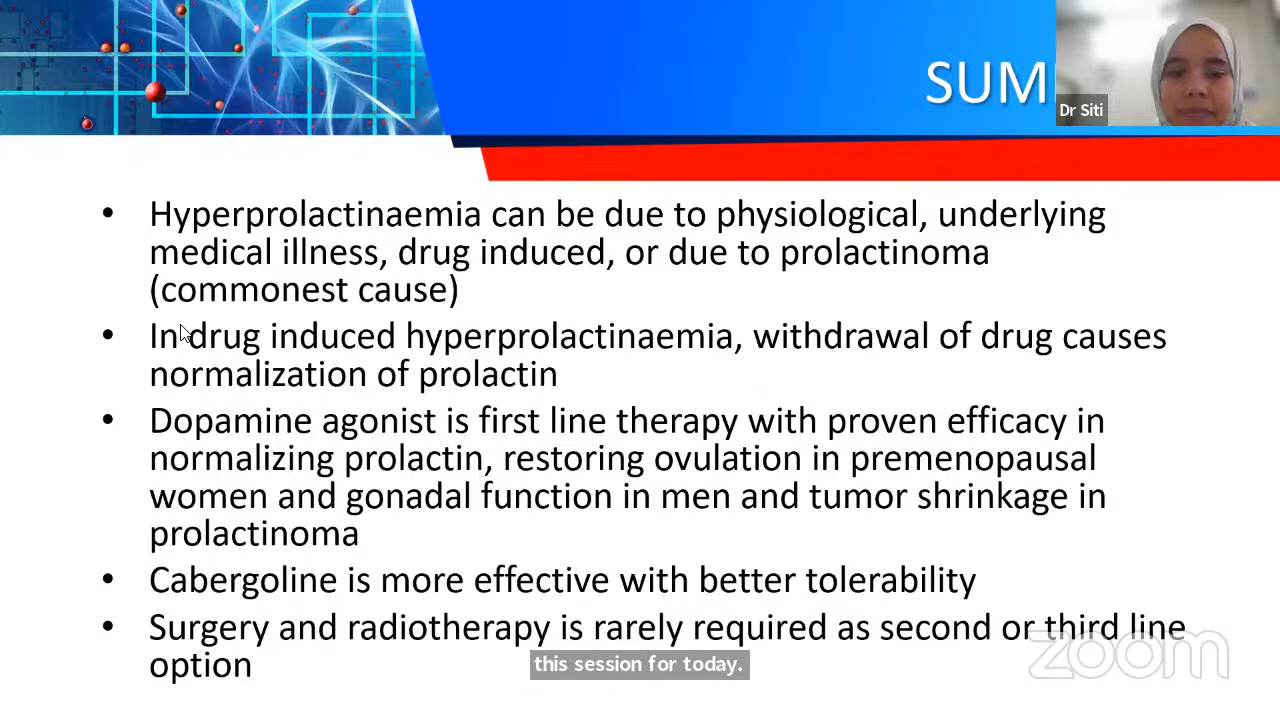 SUM
Dr Siti
• Hyperprolactinaemia can be due to physiological, underlying
medical illness, drug induced, or due to prolactinoma
(commonest cause)
• In drug induced hyperprolactinaemia, withdrawal of drug causes
normalization of prolactin
• Dopamine agonist is first line therapy with proven efficacy in
normalizing prolactin, restoring ovulation in premenopausal
women and gonadal function in men and tumor shrinkage in
prolactinoma
• Cabergoline is more effective with better tolerability
• Surgery and radiotherapy is rarely required as second or third line
option
this session for today.
zoom